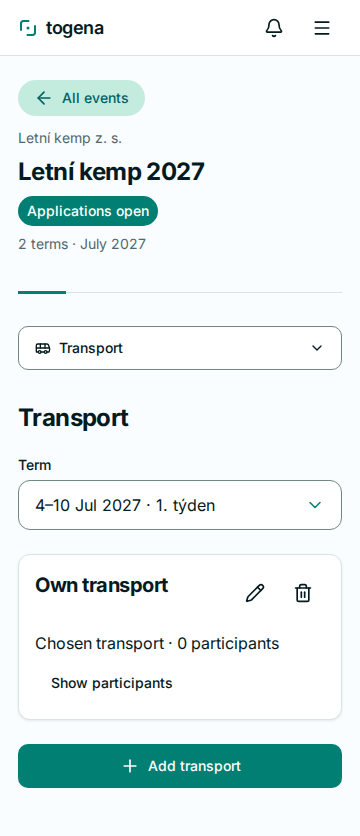 togena
All events
Letní kemp z. s.
Letní kemp 2027
Applications open
2 terms · July 2027
Transport
Transport
Term
4–10 Jul 2027 · 1. týden
Own transport
Chosen transport · 0 participants
Show participants
Add transport